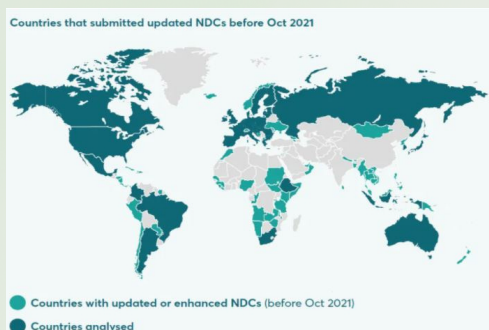 Countries that submitted updated NDCs before Oct 2021
Countries with updated or enhanced NDCs (before Oct 2021)
Countries analysed